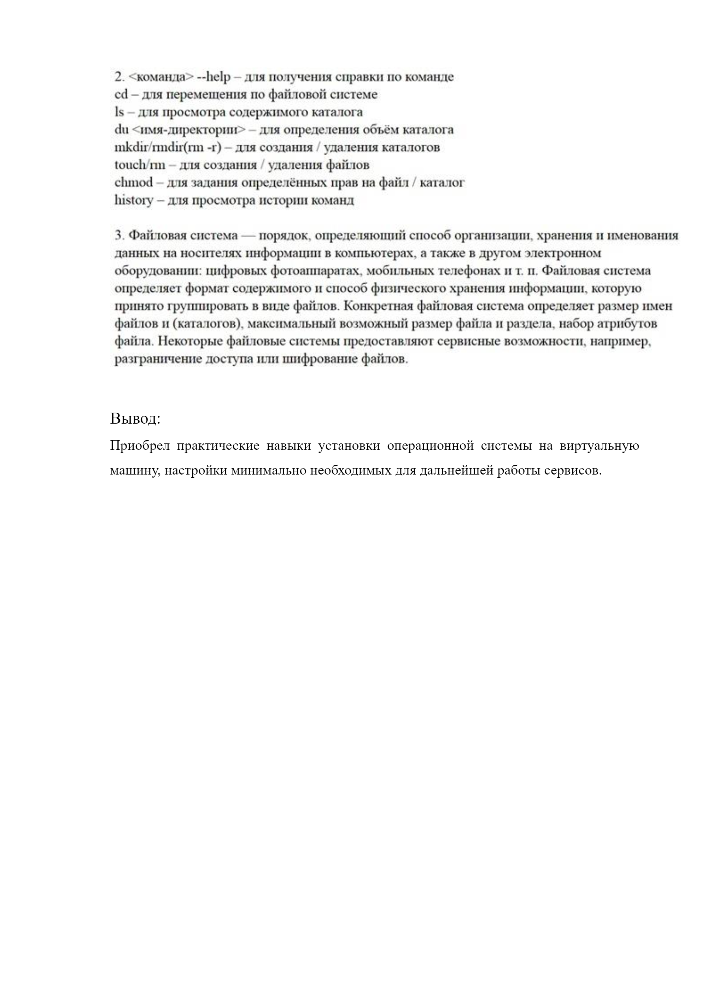 2. <команда> --help – для получения справки по команде
cd – для перемещения по файловой системе
ls – для просмотра содержимого каталога
du <имя-директории> – для определения объём каталога
mkdir/rmdir(rm -r) – для создания / удаления каталогов
touch/rm – для создания / удаления файлов
chmod – для задания определённых прав на файл / каталог
history – для просмотра истории команд
3. Файловая система — порядок, определяющий способ организации, хранения и именования
данных на носителях информации в компьютерах, а также в другом электронном
оборудовании: цифровых фотоаппаратах, мобильных телефонах и т. п. Файловая система
определяет формат содержимого и способ физического хранения информации, которую
принято группировать в виде файлов. Конкретная файловая система определяет размер имен
файлов и (каталогов), максимальный возможный размер файла и раздела, набор атрибутов
файла. Некоторые файловые системы предоставляют сервисные возможности, например,
разграничение доступа или шифрование файлов.
Вывод:
Приобрел практические навыки установки операционной системы на виртуальную
машину, настройки минимально необходимых для дальнейшей работы сервисов.